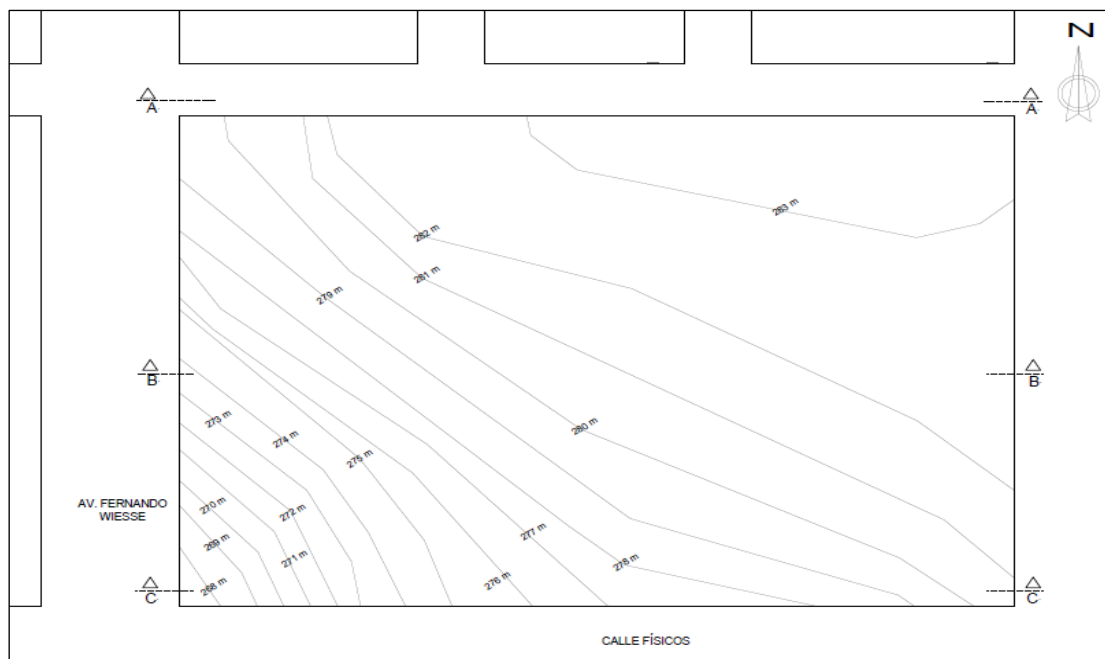 N
A
A
283 m
282 m
281 m
279 m
B
B
273 m
280 m
274 m
275 m
AV. FERNANDO
WIESSE
270 m
272 m
277 m
269 m
271 m
278 m
276 m
268 m
C
C
CALLE FÍSICOS